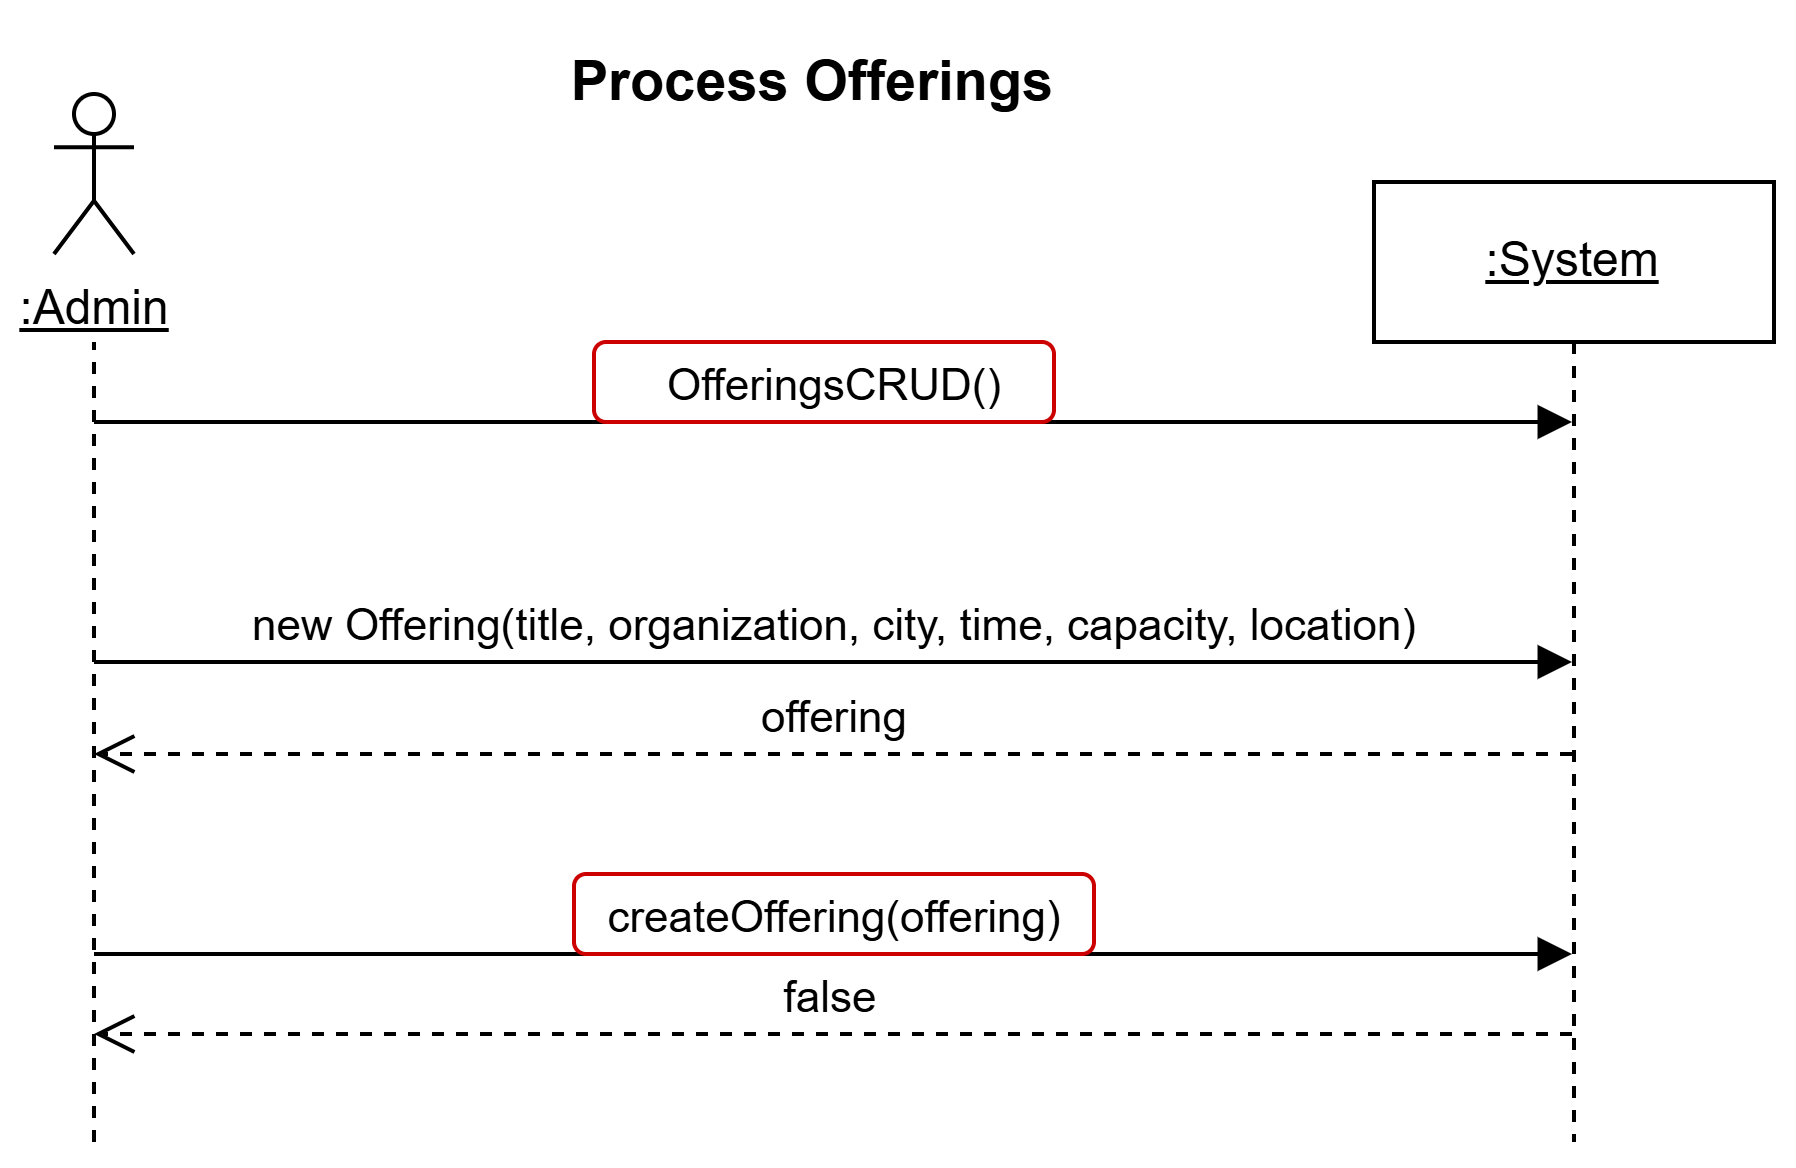 Process Offerings
:Admin
:System
OfferingsCRUD()
new Offering(title, organization, city, time, capacity, location)
offering
createOffering(offering)
false